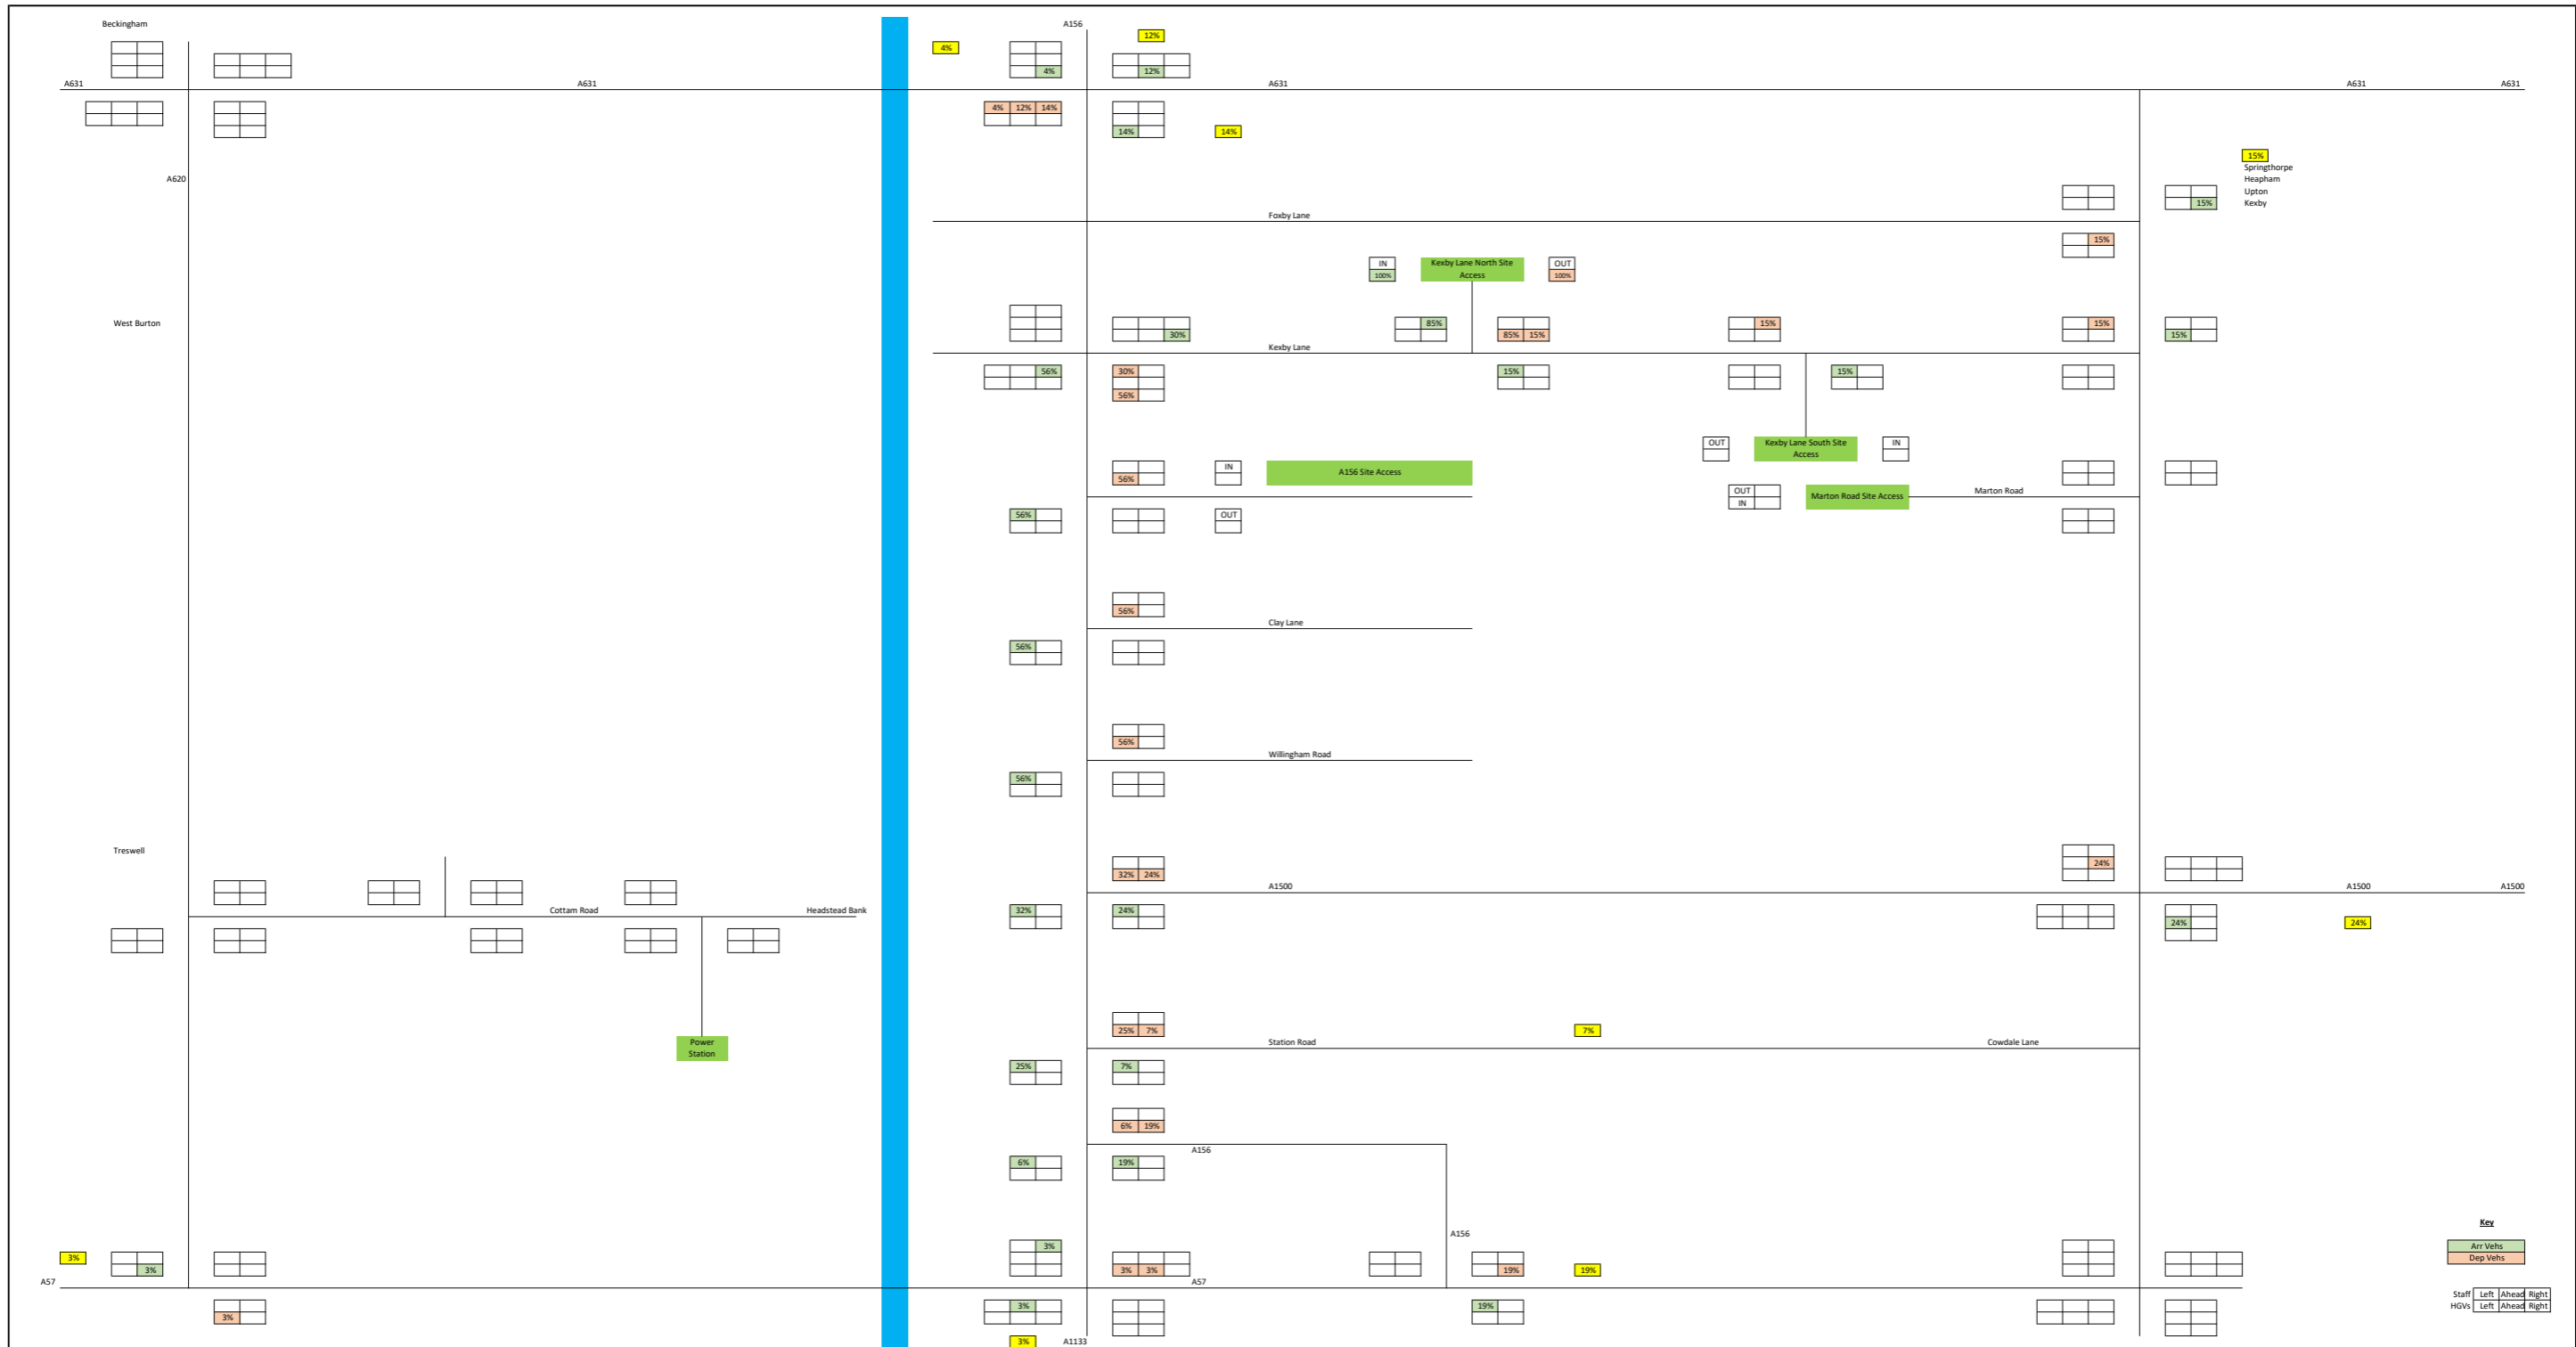 Beckingham
A156
12%
4%
4%
12%
A631
A631
A631
A631
A631
4% 12% 14%
14%
14%
15%
Springthorpe
Heapham
Upton
Kexby
A620
15%
Foxby Lane
15%
IN
100%
Kexby Lane North Site
Access
OUT
100%
West Burton
30%
85%
85% 15%
15%
15%
15%
Kexby Lane
56%
30%
56%
15%
15%
OUT
Kexby Lane South Site
Access
IN
56%
IN
A156 Site Access
OUT
IN
Marton Road Site Access
Marton Road
56%
OUT
56%
Clay Lane
56%
56%
Willingham Road
56%
Treswell
32% 24%
24%
A1500
A1500
A1500
Cottam Road
Headstead Bank
32%
24%
24%
24%
25% 7%
7%
Power
Station
Station Road
Cowdale Lane
25%
7%
6% 19%
A156
6%
19%
A156
Key
Arr Vehs
Dep Vehs
3%
3%
3%
3% 3%
19%
19%
A57
A57
3%
3%
19%
Staff Left Ahead Right
HGVs Left Ahead Right
3%
A1133